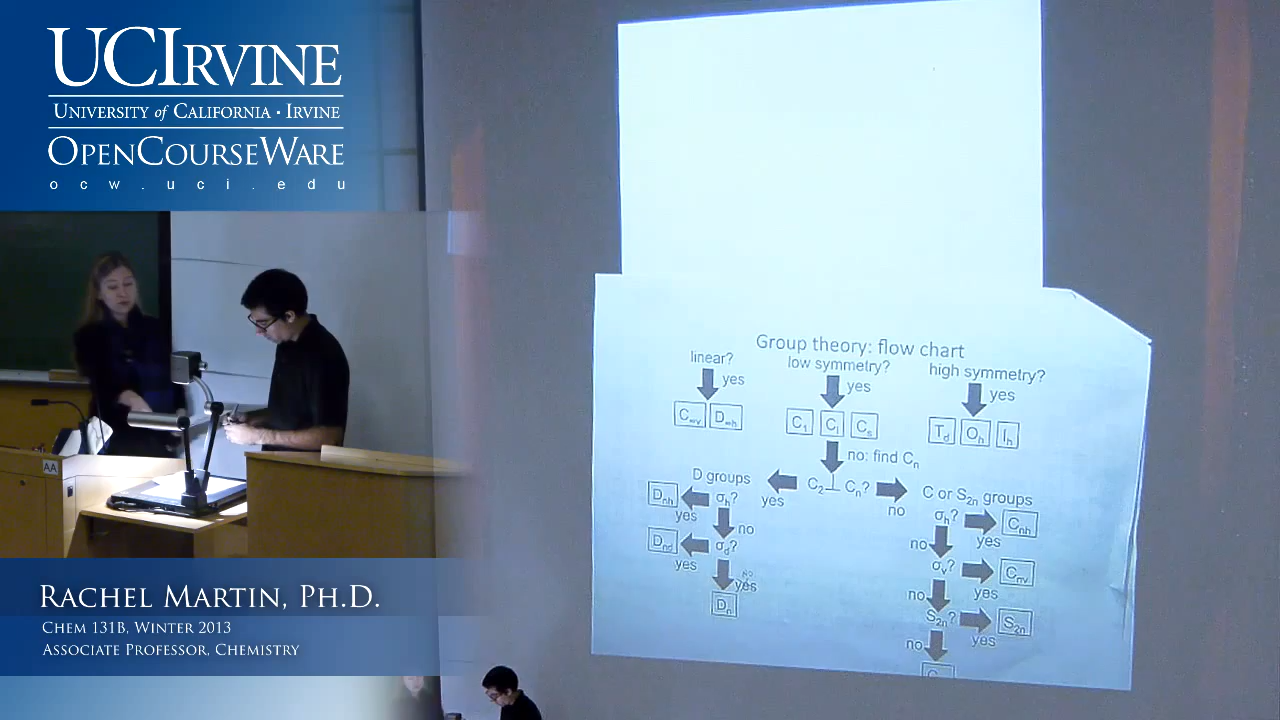 UCIRVINE
UNIVERSITY of CALIFORNIA · IRVINE
OPENCOURSEWARE
ocw.uci.edu
AA
RACHEL MARTIN, PH.D.
CHEM 131B, WINTER 2013
ASSOCIATE PROFESSOR, CHEMISTRY
Group theory: flow chart
linear?
low symmetry?
high symmetry?
yes
yes
yes
C∞v D∞h
C1 Ci Cs
Td Oh Ih
no: find Cn
D groups
C2⊥Cn?
yes
no
C or S2n groups
Dnh
σh?
yes
no
σh?
Cnh
no
yes
Dnd
σd?
yes
no
yes
Dn
σv?
Cnv
no
yes
S2n?
S2n
no
yes